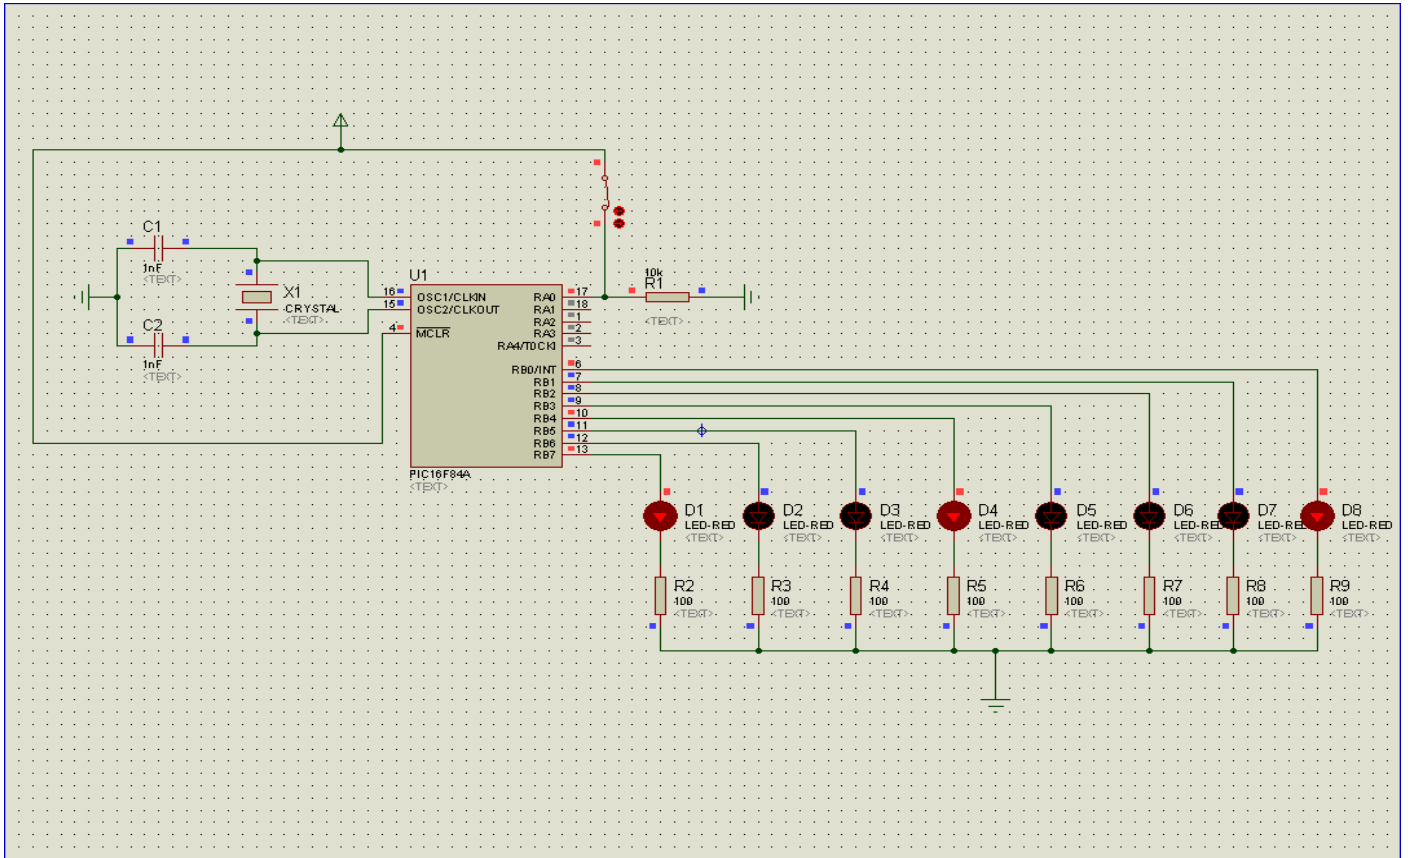 C1
1nF
<TEXT>
X1
CRYSTAL
<TEXT>
C2
1nF
<TEXT>
U1
16
OSC1/CLKIN
15
OSC2/CLKOUT
4
MCLR
RA0
17
RA1
18
RA2
1
RA3
2
RA4/T0CKI
3
RB0/INT
6
RB1
7
RB2
8
RB3
9
RB4
10
RB5
11
RB6
12
RB7
13
PIC16F84A
<TEXT>
10k
R1
<TEXT>
D1
LED-RED
<TEXT>
D2
LED-RED
<TEXT>
D3
LED-RED
<TEXT>
D4
LED-RED
<TEXT>
D5
LED-RED
<TEXT>
D6
LED-RED
<TEXT>
D7
LED-RED
<TEXT>
D8
LED-RED
<TEXT>
R2
100
<TEXT>
R3
100
<TEXT>
R4
100
<TEXT>
R5
100
<TEXT>
R6
100
<TEXT>
R7
100
<TEXT>
R8
100
<TEXT>
R9
100
<TEXT>